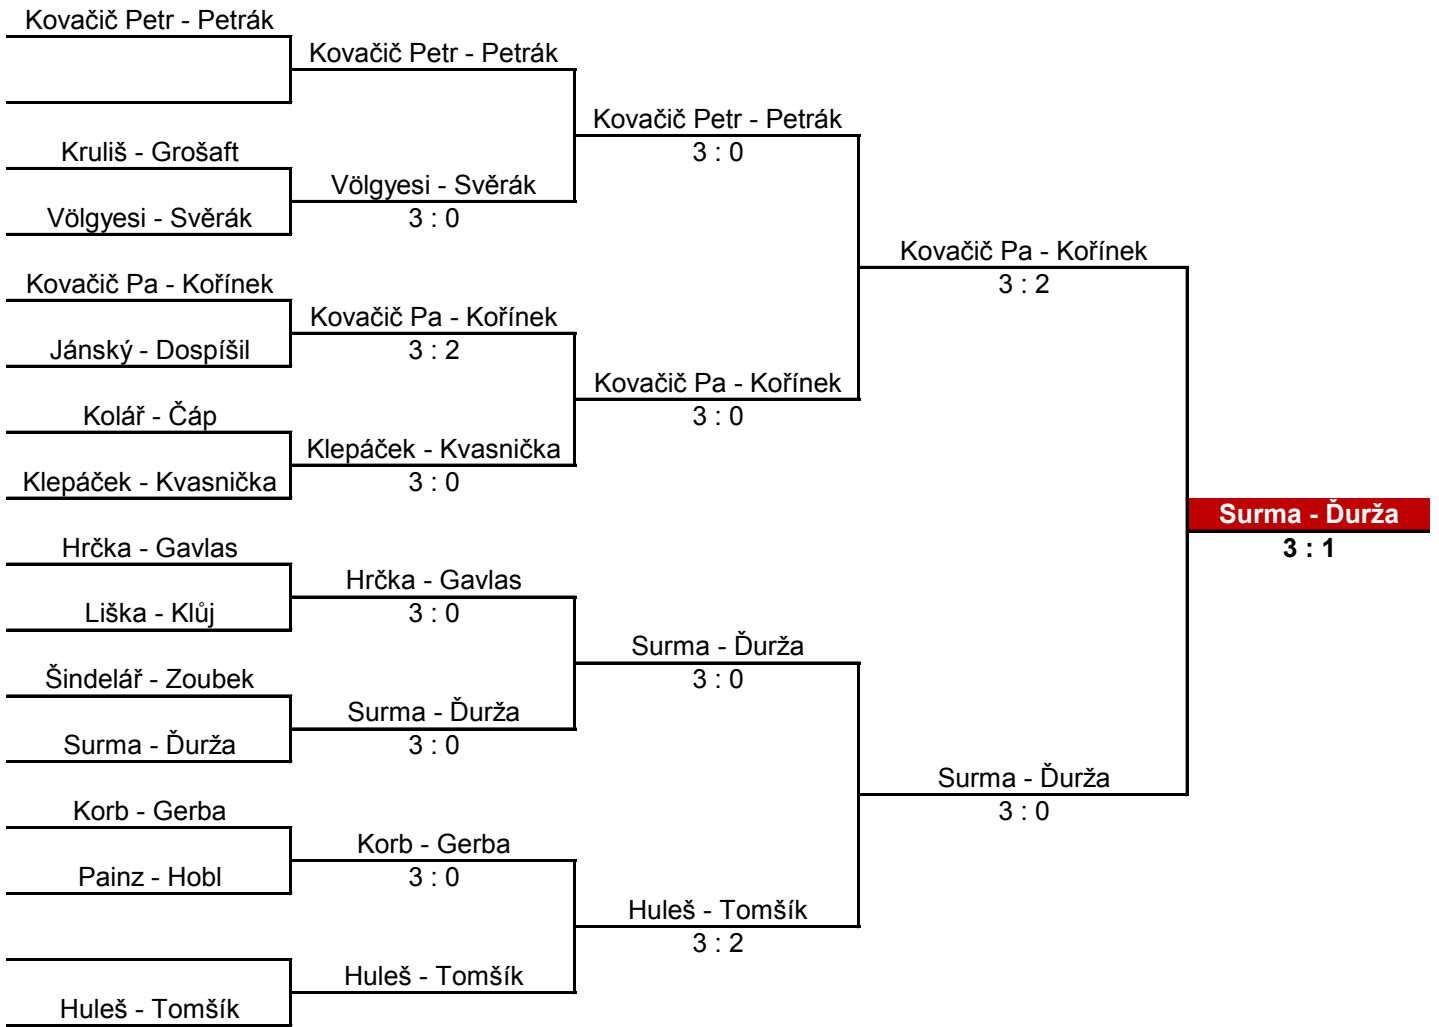 Kovačič Petr - Petrák
Kovačič Petr - Petrák
Kovačič Petr - Petrák
3 : 0
Kruliš - Grošaft
Völgyesi - Svěrák
3 : 0
Völgyesi - Svěrák
Kovačič Pa - Kořínek
3 : 2
Kovačič Pa - Kořínek
Kovačič Pa - Kořínek
3 : 2
Jánský - Dospíšil
Kovačič Pa - Kořínek
3 : 0
Kolář - Čáp
Klepáček - Kvasnička
3 : 0
Klepáček - Kvasnička
Surma - Ďurža
3 : 1
Hrčka - Gavlas
Hrčka - Gavlas
3 : 0
Liška - Klůj
Surma - Ďurža
3 : 0
Šindelář - Zoubek
Surma - Ďurža
3 : 0
Surma - Ďurža
Surma - Ďurža
3 : 0
Korb - Gerba
Korb - Gerba
3 : 0
Painz - Hobl
Huleš - Tomšík
3 : 2
Huleš - Tomšík
Huleš - Tomšík